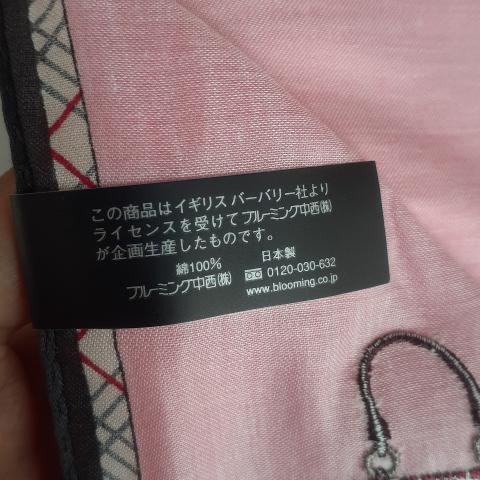 この商品はイギリス バーバリー社より
ライセンスを受けてブルーミング中西(株)
が企画生産したものです。
綿100% 日本製
ブルーミング中西(株) 0120-030-632
www.blooming.co.jp